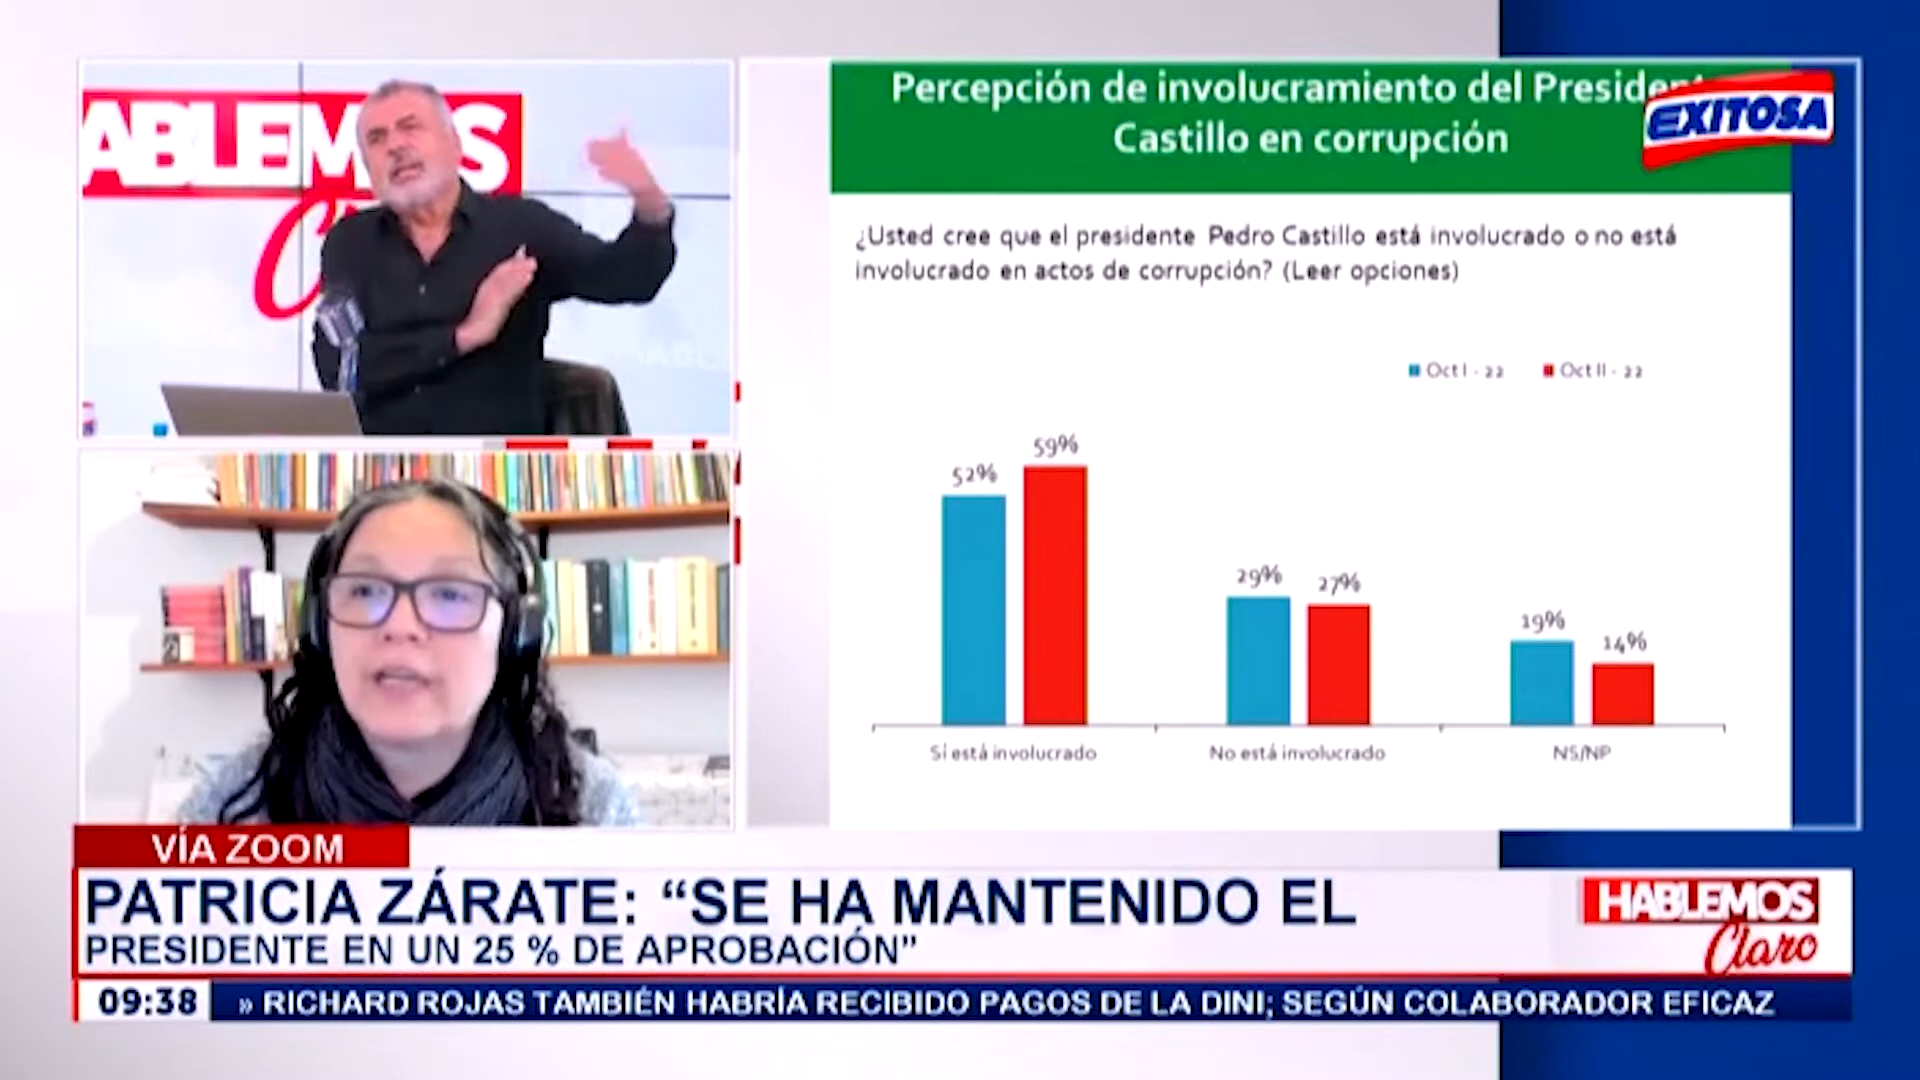 ABLEMOS
Percepción de involucramiento del Presiden
Castillo en corrupción
EXITOSA
¿Usted cree que el presidente Pedro Castillo está involucrado o no está
involucrado en actos de corrupción? (Leer opciones)
Oct I - 22
Oct II - 22
52%
59%
29%
27%
19%
14%
Sí está involucrado
No está involucrado
NS/NP
VÍA ZOOM
PATRICIA ZÁRATE: “SE HA MANTENIDO EL
PRESIDENTE EN UN 25 % DE APROBACIÓN”
HABLEMOS
Claro
09:38
» RICHARD ROJAS TAMBIÉN HABRÍA RECIBIDO PAGOS DE LA DINI; SEGÚN COLABORADOR EFICAZ